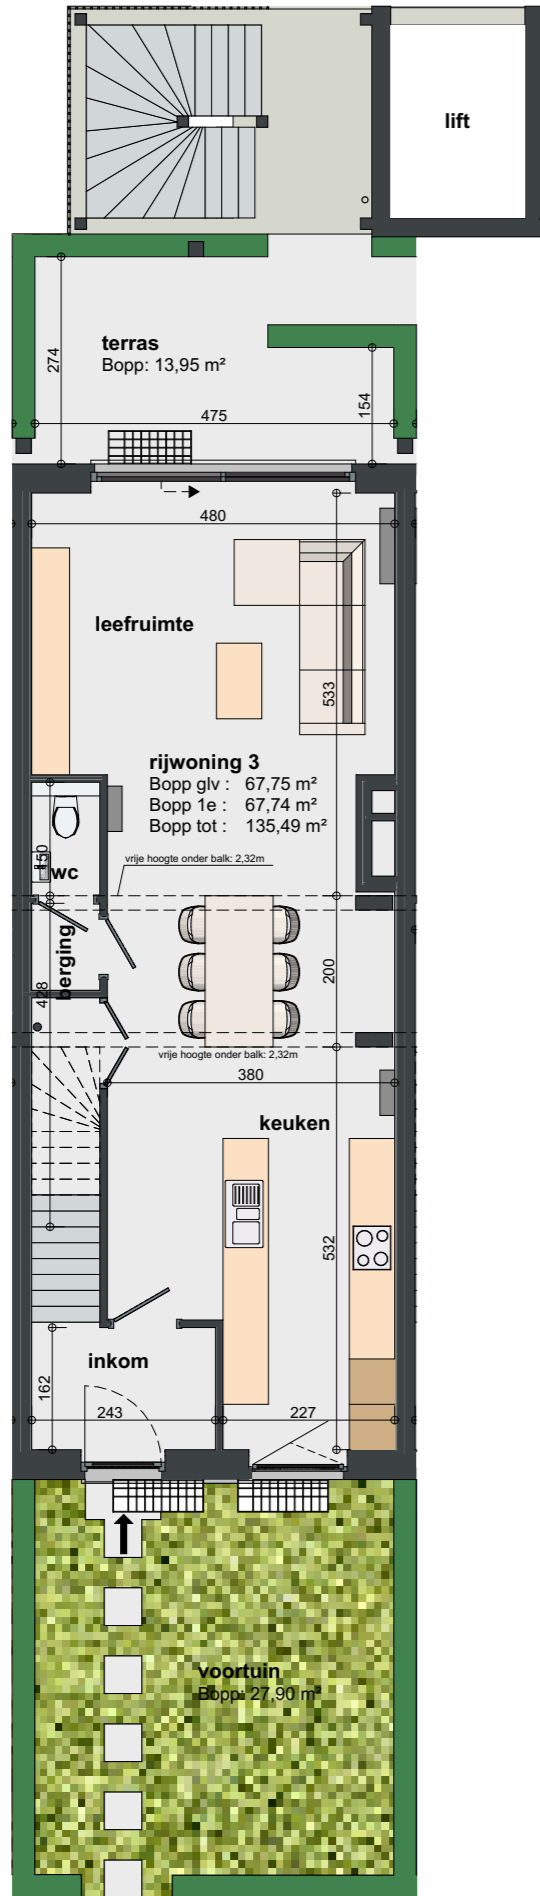 lift
terras
Bopp: 13,95 m²
274
154
475
480
leefruimte
533
rijwoning 3
Bopp glv : 67,75 m²
Bopp 1e : 67,74 m²
Bopp tot : 135,49 m²
150
wc
vrije hoogte onder balk: 2,32m
berging
428
200
vrije hoogte onder balk: 2,32m
380
keuken
532
inkom
162
243
227
voortuin
Bopp: 27,90 m²